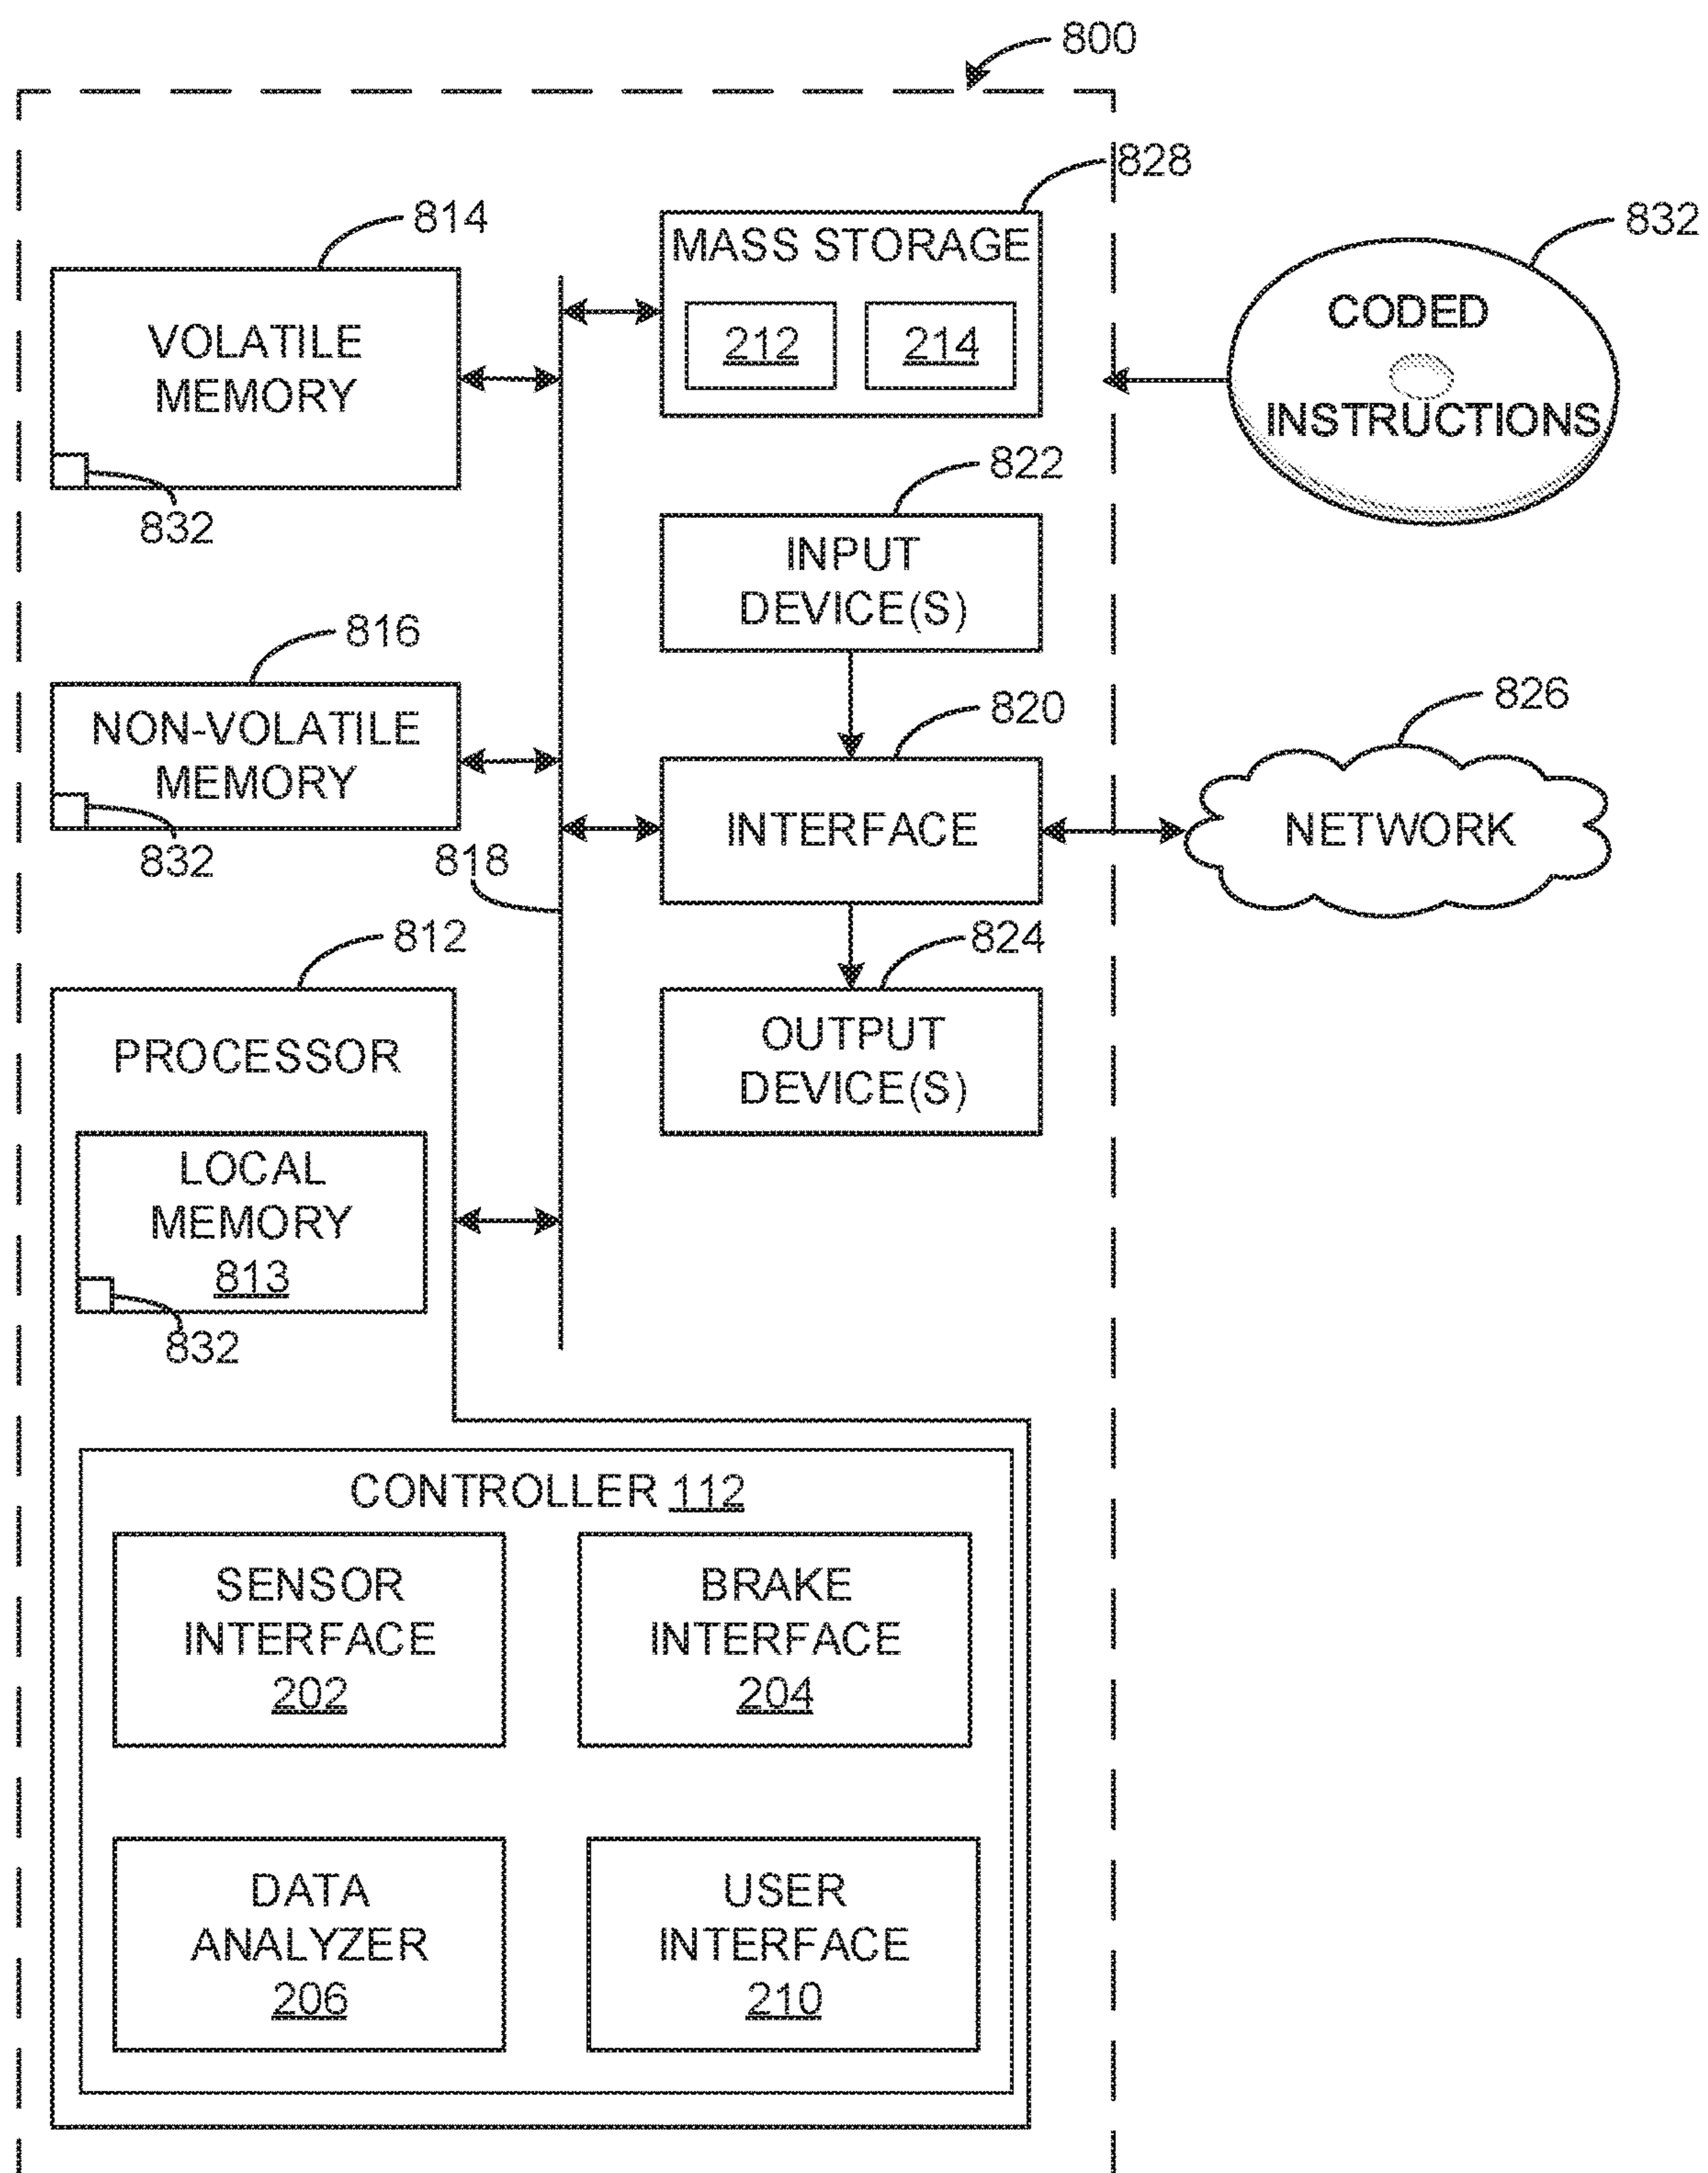 800
828
814
832
MASS STORAGE
212
214
VOLATILE
MEMORY
832
CODED
INSTRUCTIONS
822
INPUT
DEVICE(S)
816
NON-VOLATILE
MEMORY
832
820
INTERFACE
826
NETWORK
818
812
824
OUTPUT
DEVICE(S)
PROCESSOR
LOCAL
MEMORY
813
832
CONTROLLER 112
SENSOR
INTERFACE
202
BRAKE
INTERFACE
204
DATA
ANALYZER
206
USER
INTERFACE
210